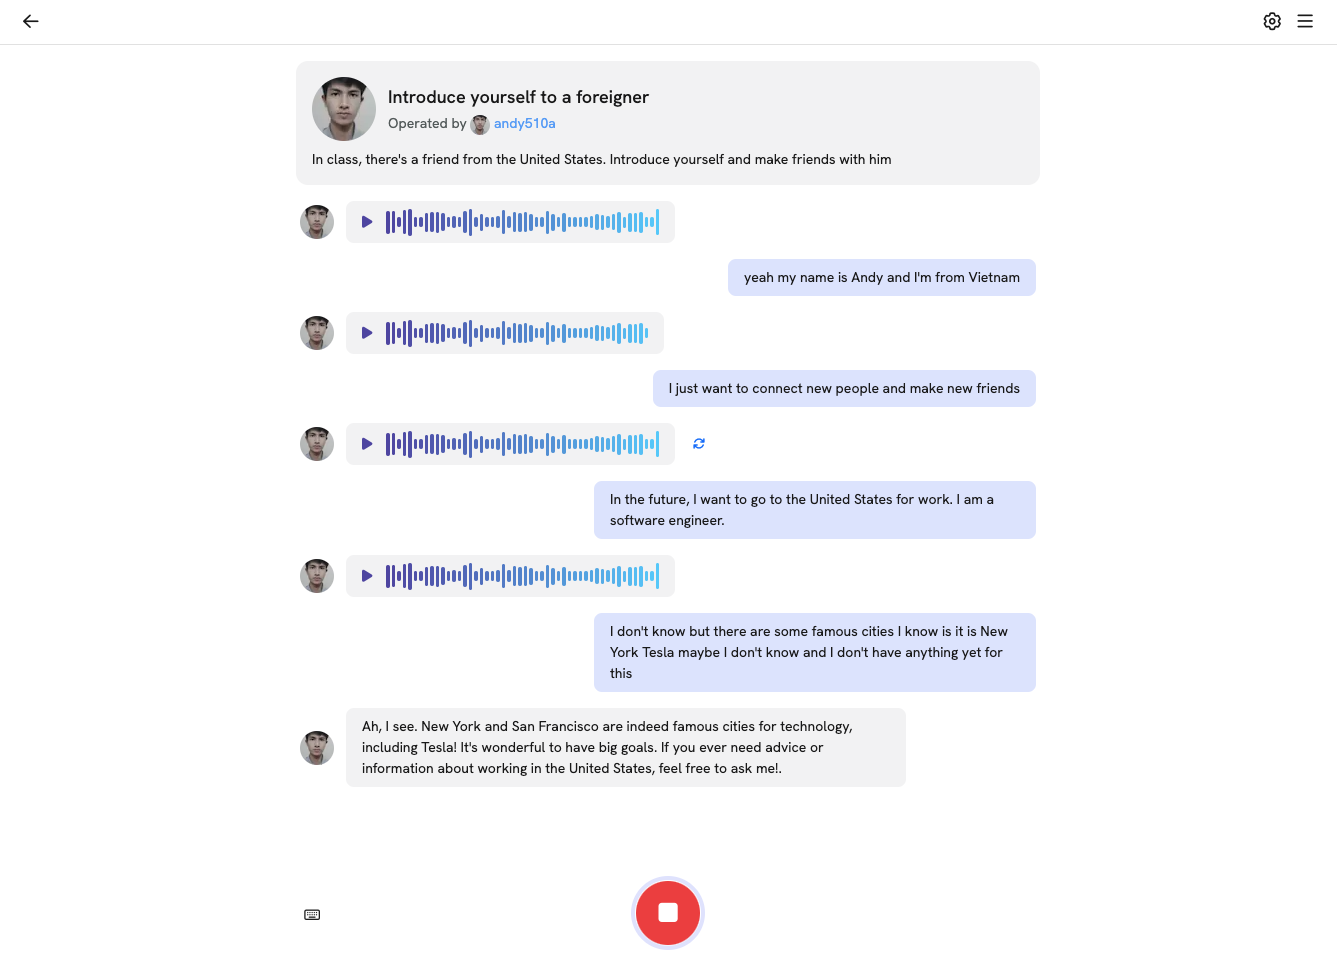 Introduce yourself to a foreigner
Operated by andy510a
In class, there's a friend from the United States. Introduce yourself and make friends with him
yeah my name is Andy and I'm from Vietnam
I just want to connect new people and make new friends
In the future, I want to go to the United States for work. I am a
software engineer.
I don't know but there are some famous cities I know is it is New
York Tesla maybe I don't know and I don't have anything yet for
this
Ah, I see. New York and San Francisco are indeed famous cities for technology,
including Tesla! It's wonderful to have big goals. If you ever need advice or
information about working in the United States, feel free to ask me!.